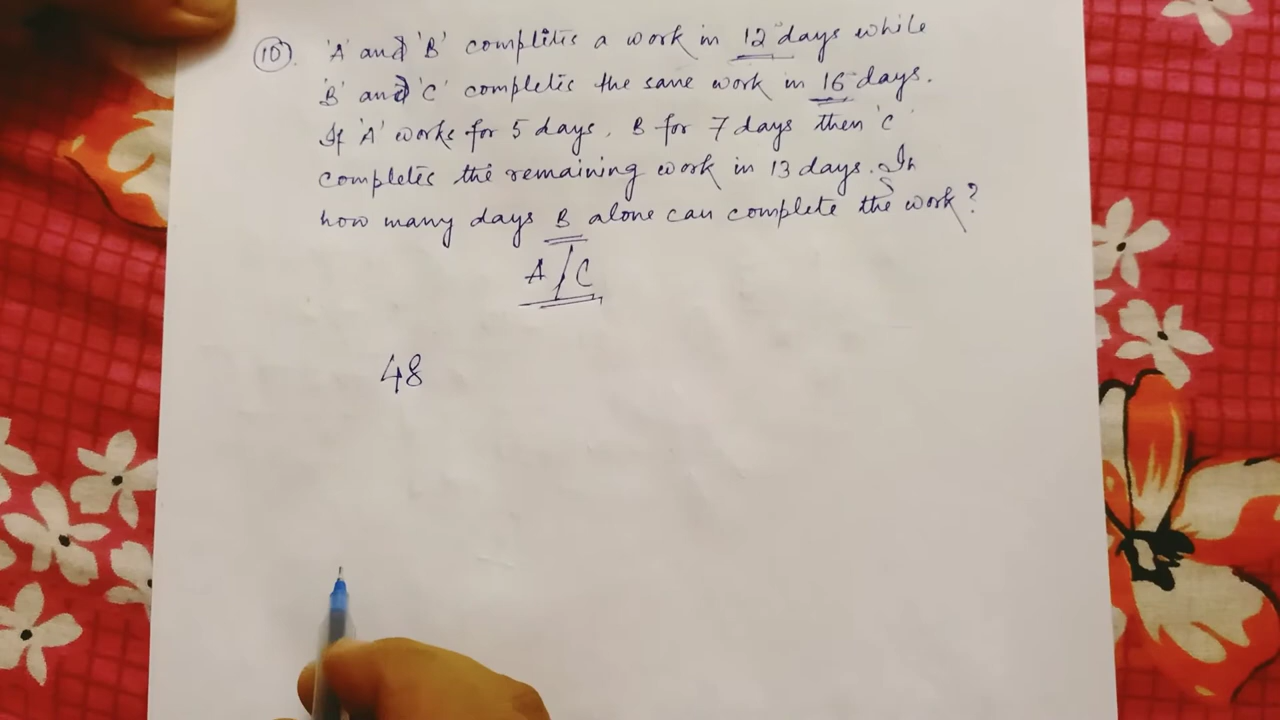 10. 'A' and 'B' completes a work in 12 days while
'B' and 'C' completes the same work in 16 days.
If 'A' works for 5 days, B for 7 days then 'C'
completes the remaining work in 13 days. In
how many days B alone can complete the work?
A / C
48